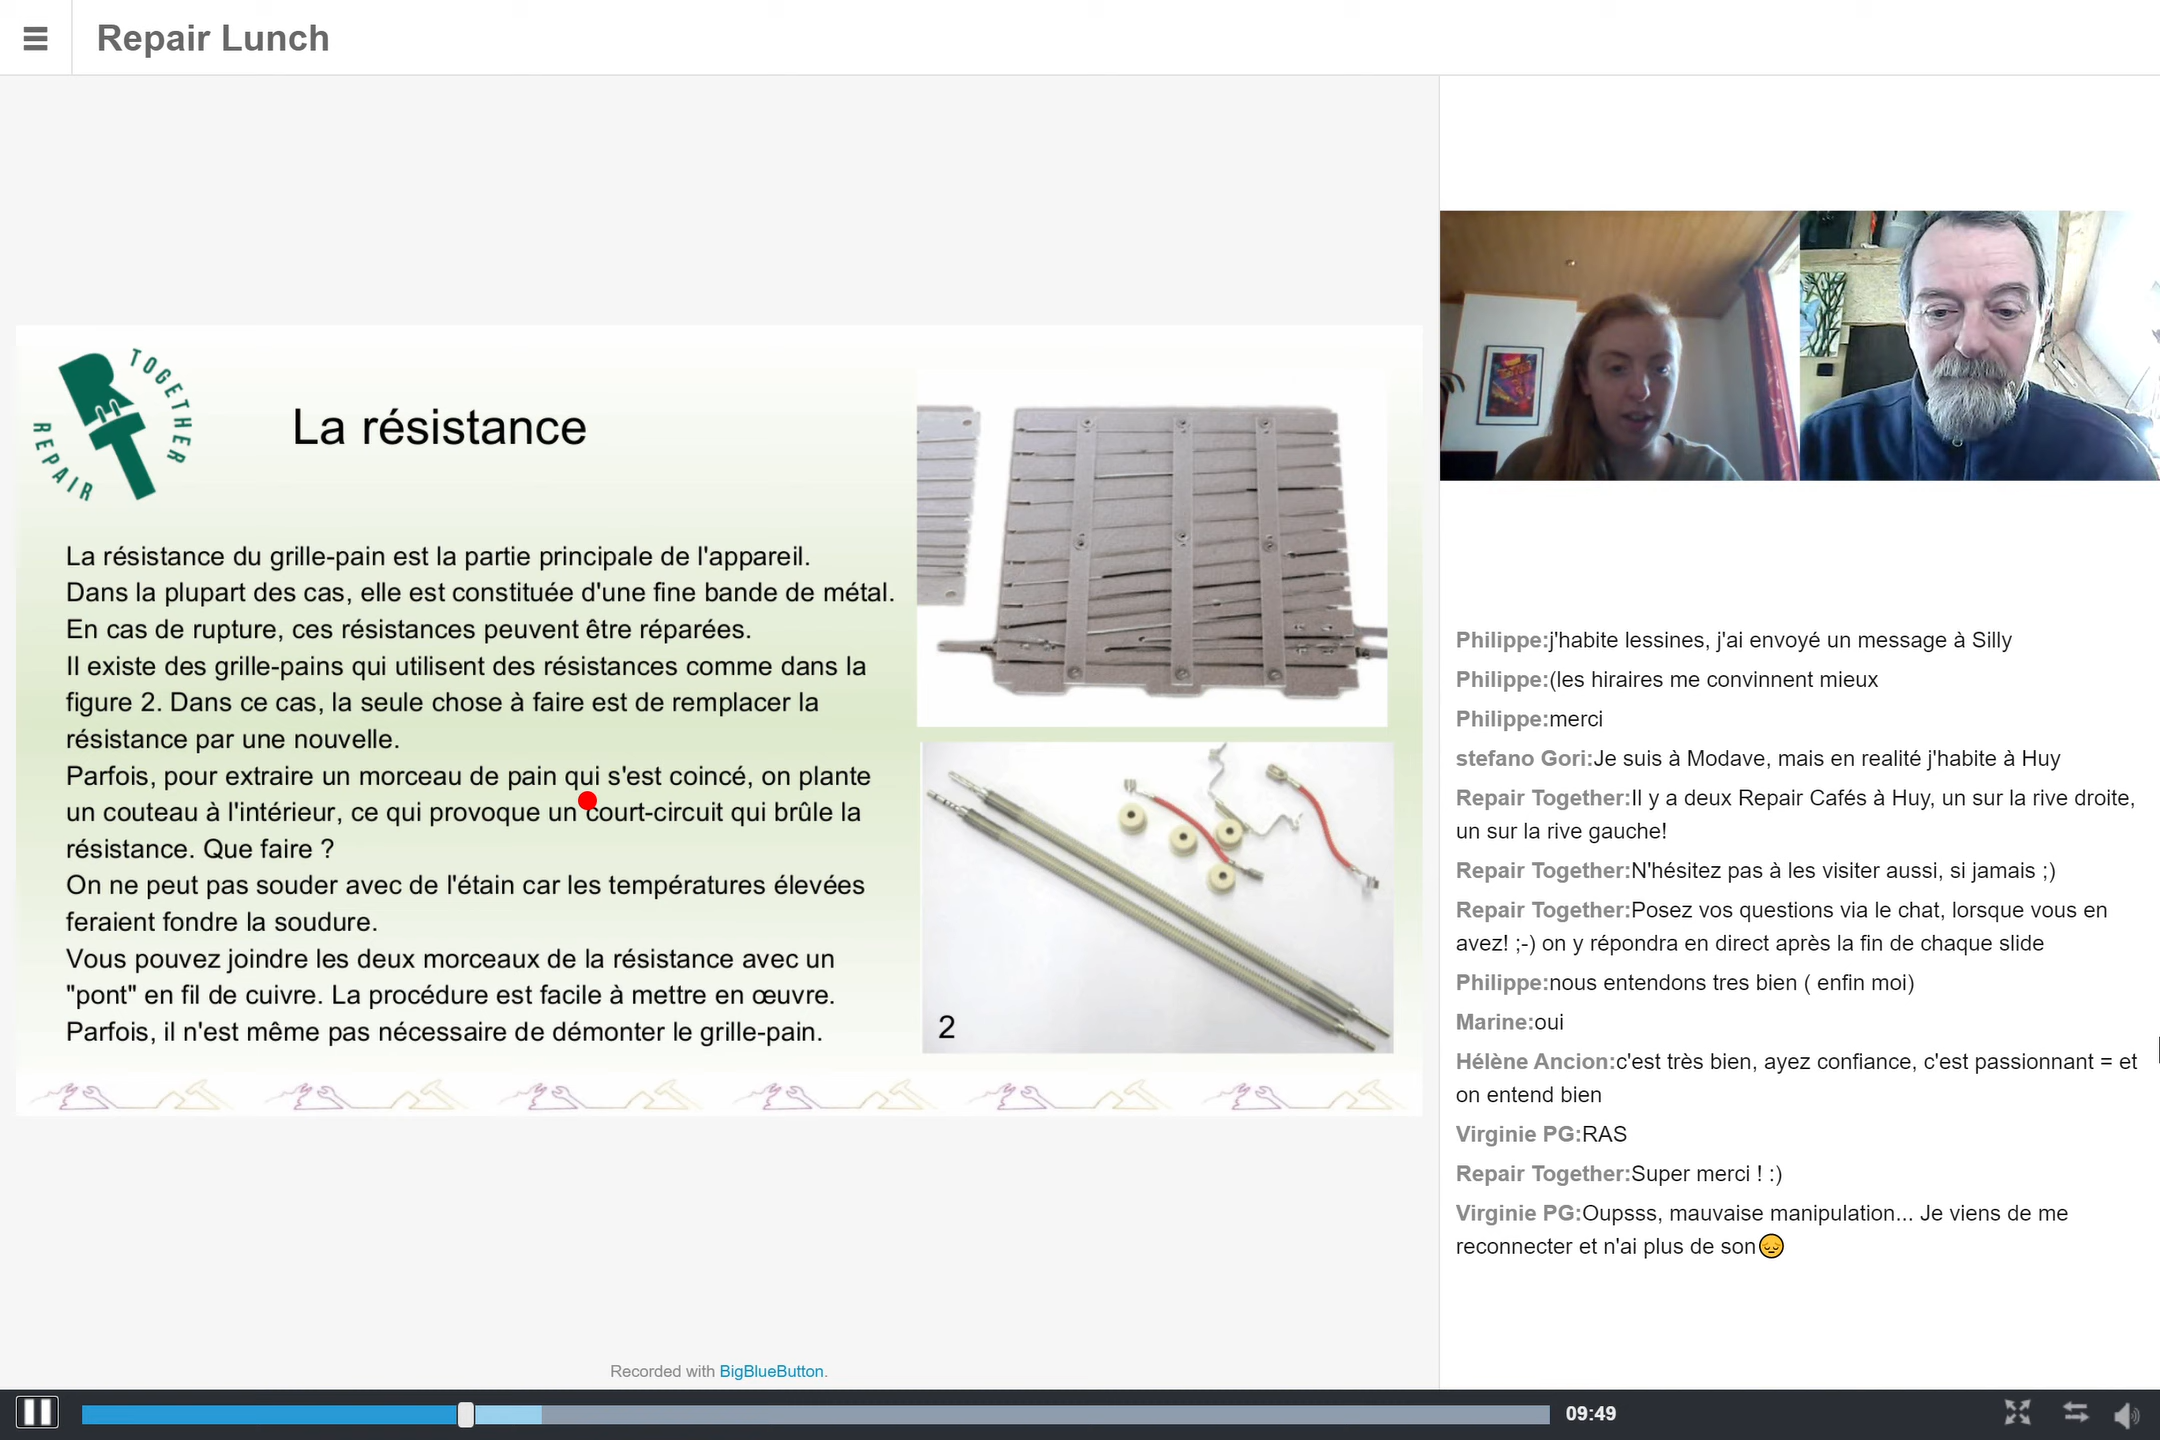 Repair Lunch
REPAIR
TOGETHER
La résistance
La résistance du grille-pain est la partie principale de l'appareil.
Dans la plupart des cas, elle est constituée d'une fine bande de métal.
En cas de rupture, ces résistances peuvent être réparées.
Il existe des grille-pains qui utilisent des résistances comme dans la
figure 2. Dans ce cas, la seule chose à faire est de remplacer la
résistance par une nouvelle.
Parfois, pour extraire un morceau de pain qui s'est coincé, on plante
un couteau à l'intérieur, ce qui provoque un court-circuit qui brûle la
résistance. Que faire ?
On ne peut pas souder avec de l'étain car les températures élevées
feraient fondre la soudure.
Vous pouvez joindre les deux morceaux de la résistance avec un
"pont" en fil de cuivre. La procédure est facile à mettre en œuvre.
Parfois, il n'est même pas nécessaire de démonter le grille-pain.
2
Philippe:j'habite lessines, j'ai envoyé un message à Silly
Philippe:(les hiraires me convinnent mieux
Philippe:merci
stefano Gori:Je suis à Modave, mais en realité j'habite à Huy
Repair Together:Il y a deux Repair Cafés à Huy, un sur la rive droite,
un sur la rive gauche!
Repair Together:N'hésitez pas à les visiter aussi, si jamais ;)
Repair Together:Posez vos questions via le chat, lorsque vous en
avez! ;-) on y répondra en direct après la fin de chaque slide
Philippe:nous entendons tres bien ( enfin moi)
Marine:oui
Hélène Ancion:c'est très bien, ayez confiance, c'est passionnant = et
on entend bien
Virginie PG:RAS
Repair Together:Super merci ! :)
Virginie PG:Oupsss, mauvaise manipulation... Je viens de me
reconnecter et n'ai plus de son😔
Recorded with BigBlueButton.
09:49